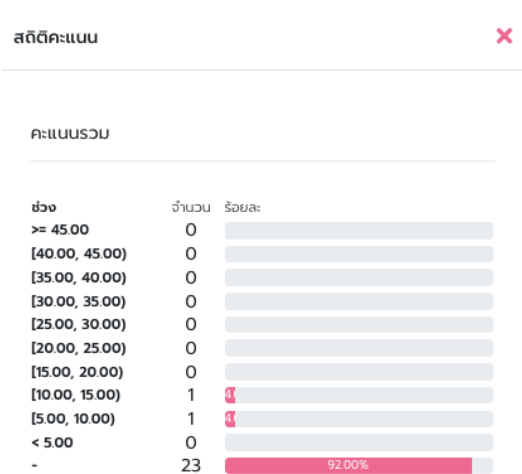 สถิติคะแนน
คะแนนรวม
ช่วง จำนวน ร้อยละ
>= 45.00 0
[40.00, 45.00) 0
[35.00, 40.00) 0
[30.00, 35.00) 0
[25.00, 30.00) 0
[20.00, 25.00) 0
[15.00, 20.00) 0
[10.00, 15.00) 1
[5.00, 10.00) 1
< 5.00 0
- 23 92.00%